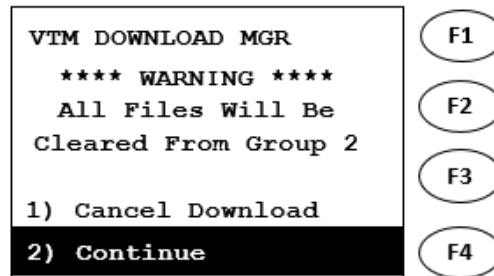 VTM DOWNLOAD MGR
**** WARNING ****
All Files Will Be
Cleared From Group 2
1) Cancel Download
2) Continue
F1
F2
F3
F4